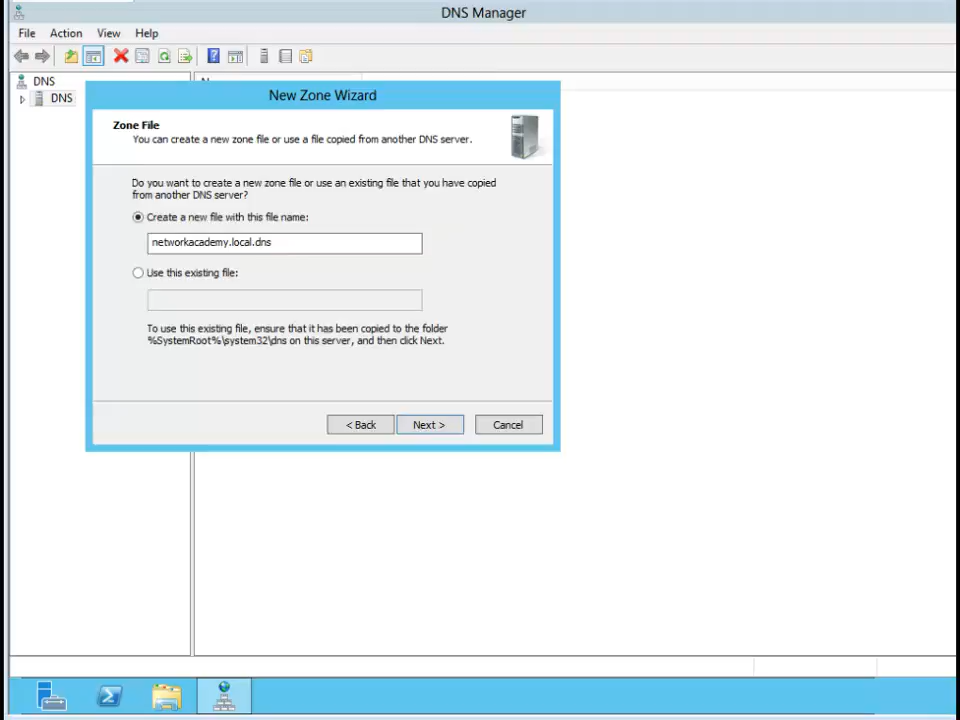 DNS Manager
File Action View Help
DNS
DNS
New Zone Wizard
Zone File
You can create a new zone file or use a file copied from another DNS server.
Do you want to create a new zone file or use an existing file that you have copied
from another DNS server?
Create a new file with this file name:
networkacademy.local.dns
Use this existing file:
To use this existing file, ensure that it has been copied to the folder
%SystemRoot%\system32\dns on this server, and then click Next.
< Back Next > Cancel